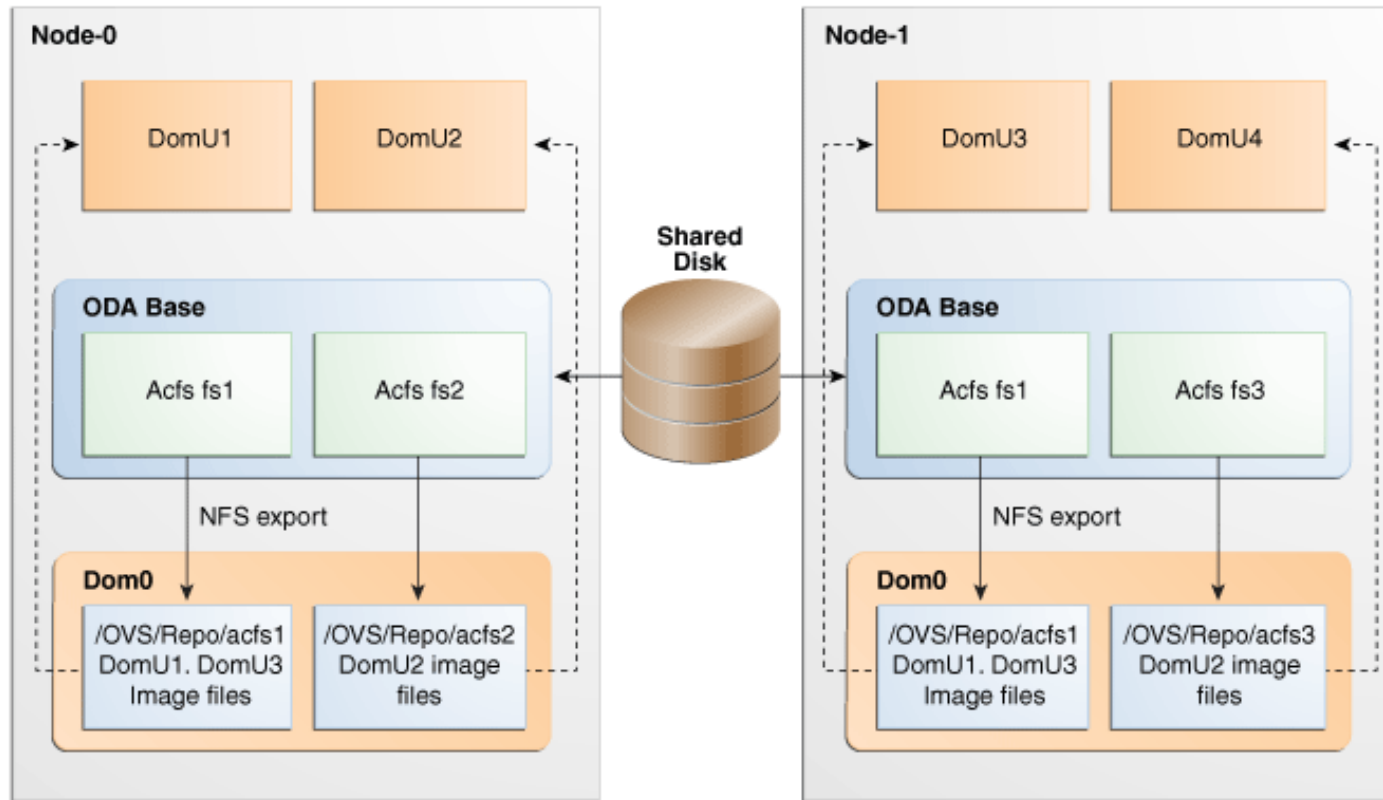 Node-0
DomU1
DomU2
ODA Base
Acfs fs1
Acfs fs2
NFS export
Dom0
/OVS/Repo/acfs1
DomU1. DomU3
Image files
/OVS/Repo/acfs2
DomU2 image
files
Shared
Disk
Node-1
DomU3
DomU4
ODA Base
Acfs fs1
Acfs fs3
NFS export
Dom0
/OVS/Repo/acfs1
DomU1. DomU3
Image files
/OVS/Repo/acfs3
DomU2 image
files